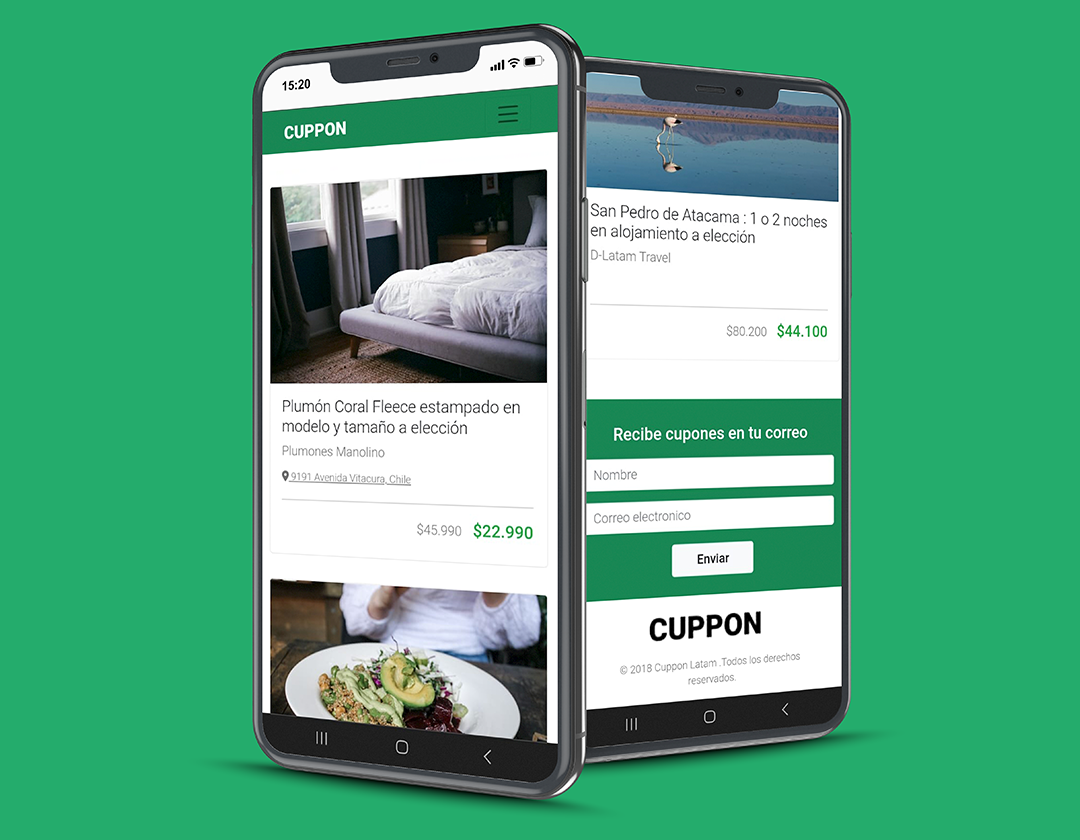 15:20
CUPPON
Plumón Coral Fleece estampado en
modelo y tamaño a elección
Plumones Manolino
9191 Avenida Vitacura, Chile
$45.990 $22.990
San Pedro de Atacama : 1 o 2 noches
en alojamiento a elección
D-Latam Travel
$80.200 $44.100
Recibe cupones en tu correo
Nombre
Correo electronico
Enviar
CUPPON
© 2018 Cuppon Latam .Todos los derechos
reservados.